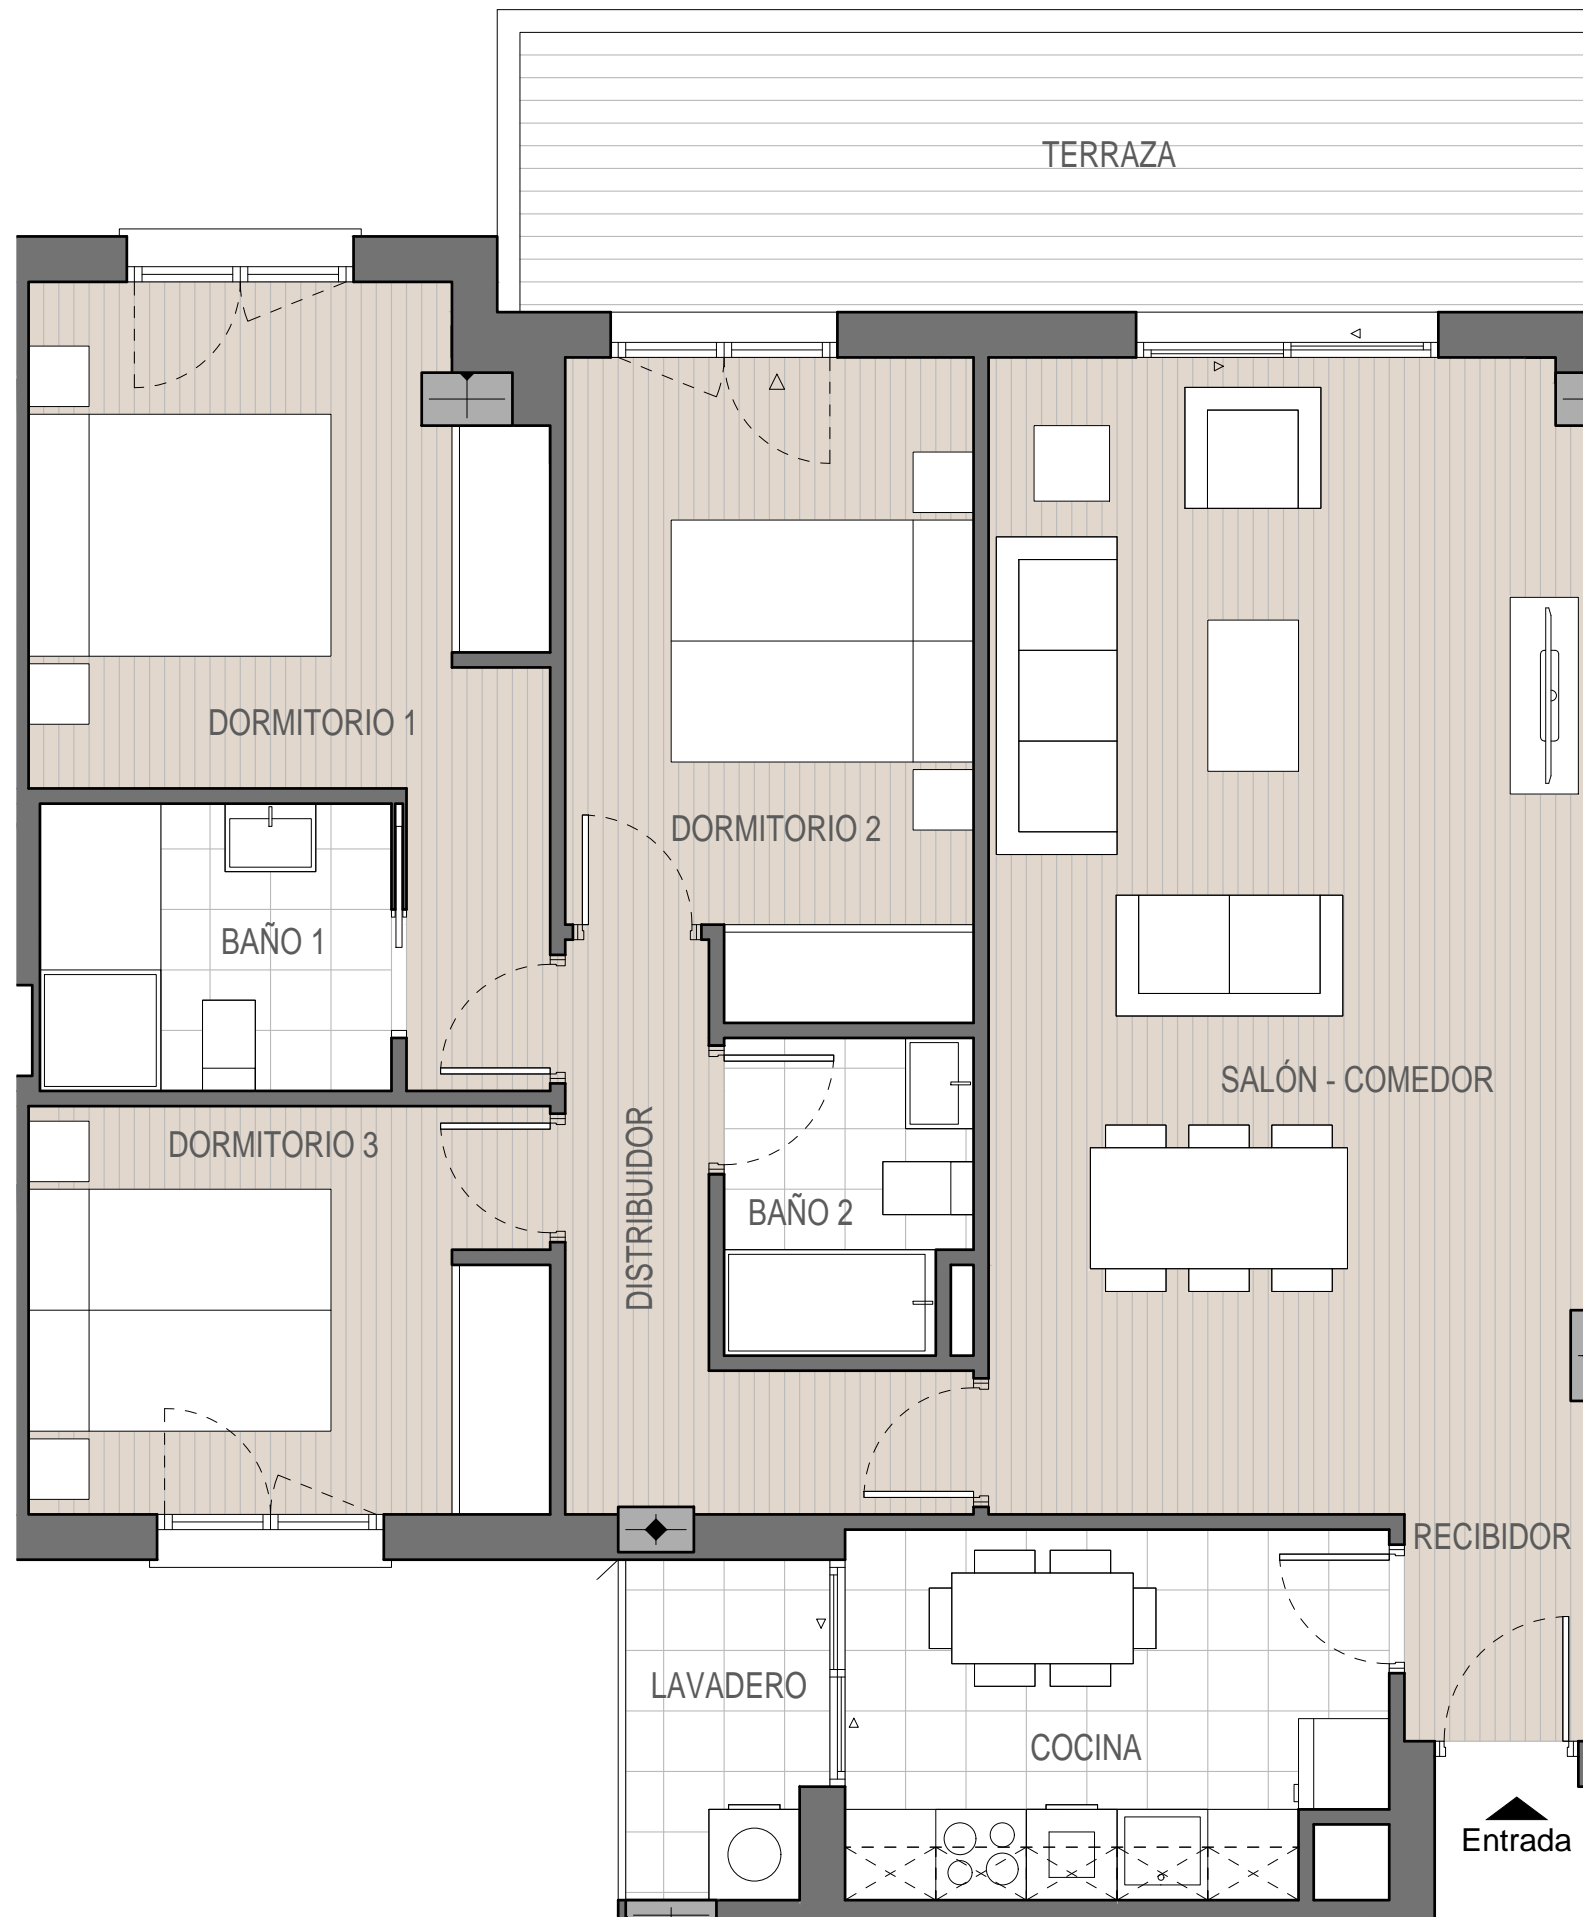 TERRAZA
DORMITORIO 1
DORMITORIO 2
BAÑO 1
SALÓN - COMEDOR
DORMITORIO 3
DISTRIBUIDOR
BAÑO 2
RECIBIDOR
LAVADERO
COCINA
Entrada